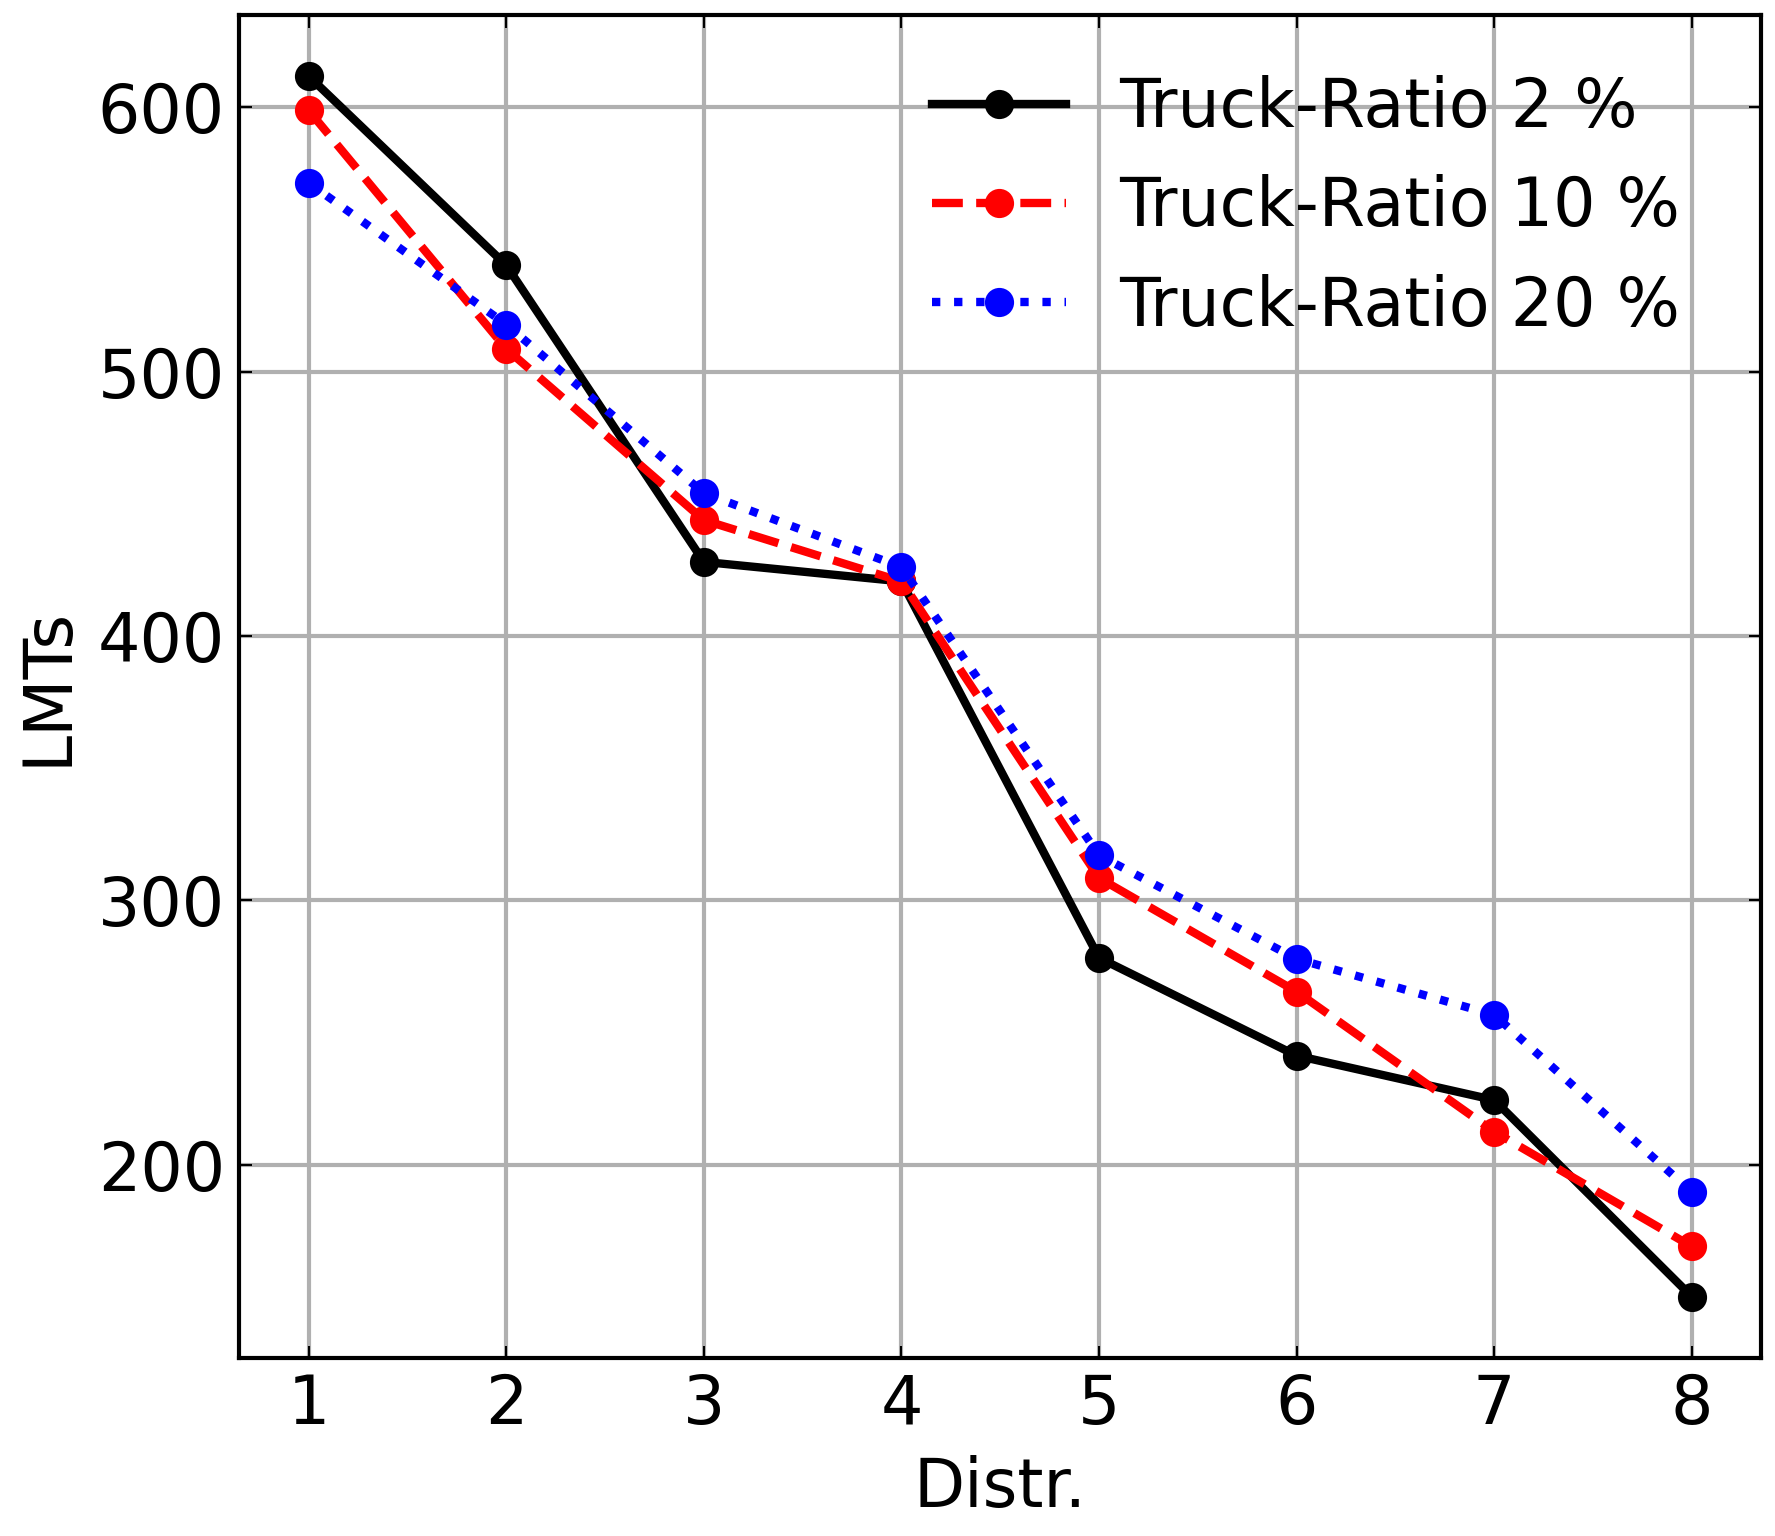 Truck-Ratio 2 %
Truck-Ratio 10 %
Truck-Ratio 20 %
600
500
400
300
200
LMTs
1 2 3 4 5 6 7 8
Distr.